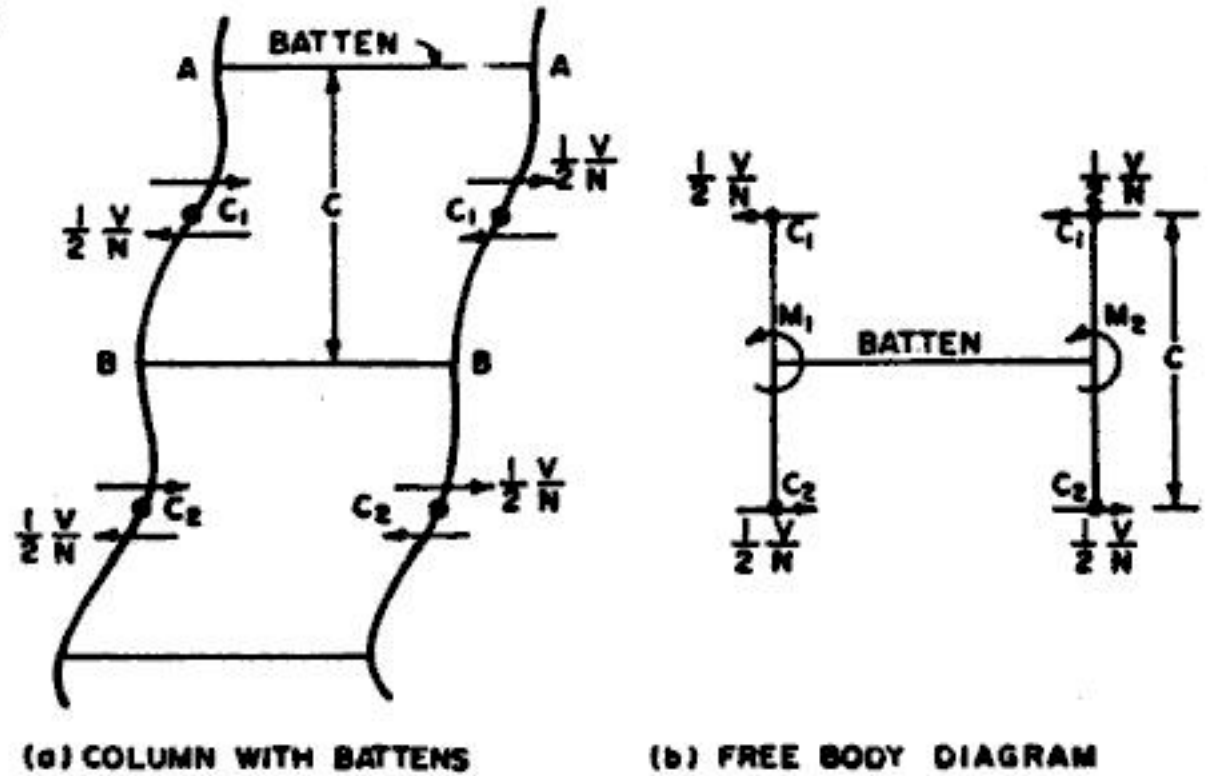 BATTEN
A A
1/2 V/N
C₁ C C₁
1/2 V/N
B B
1/2 V/N
C₂ C₂
1/2 V/N
(a) COLUMN WITH BATTENS
1/2 V/N 1/2 V/N
C₁ C₁
M₁ M₂
BATTEN C
C₂ C₂
1/2 V/N 1/2 V/N
(b) FREE BODY DIAGRAM